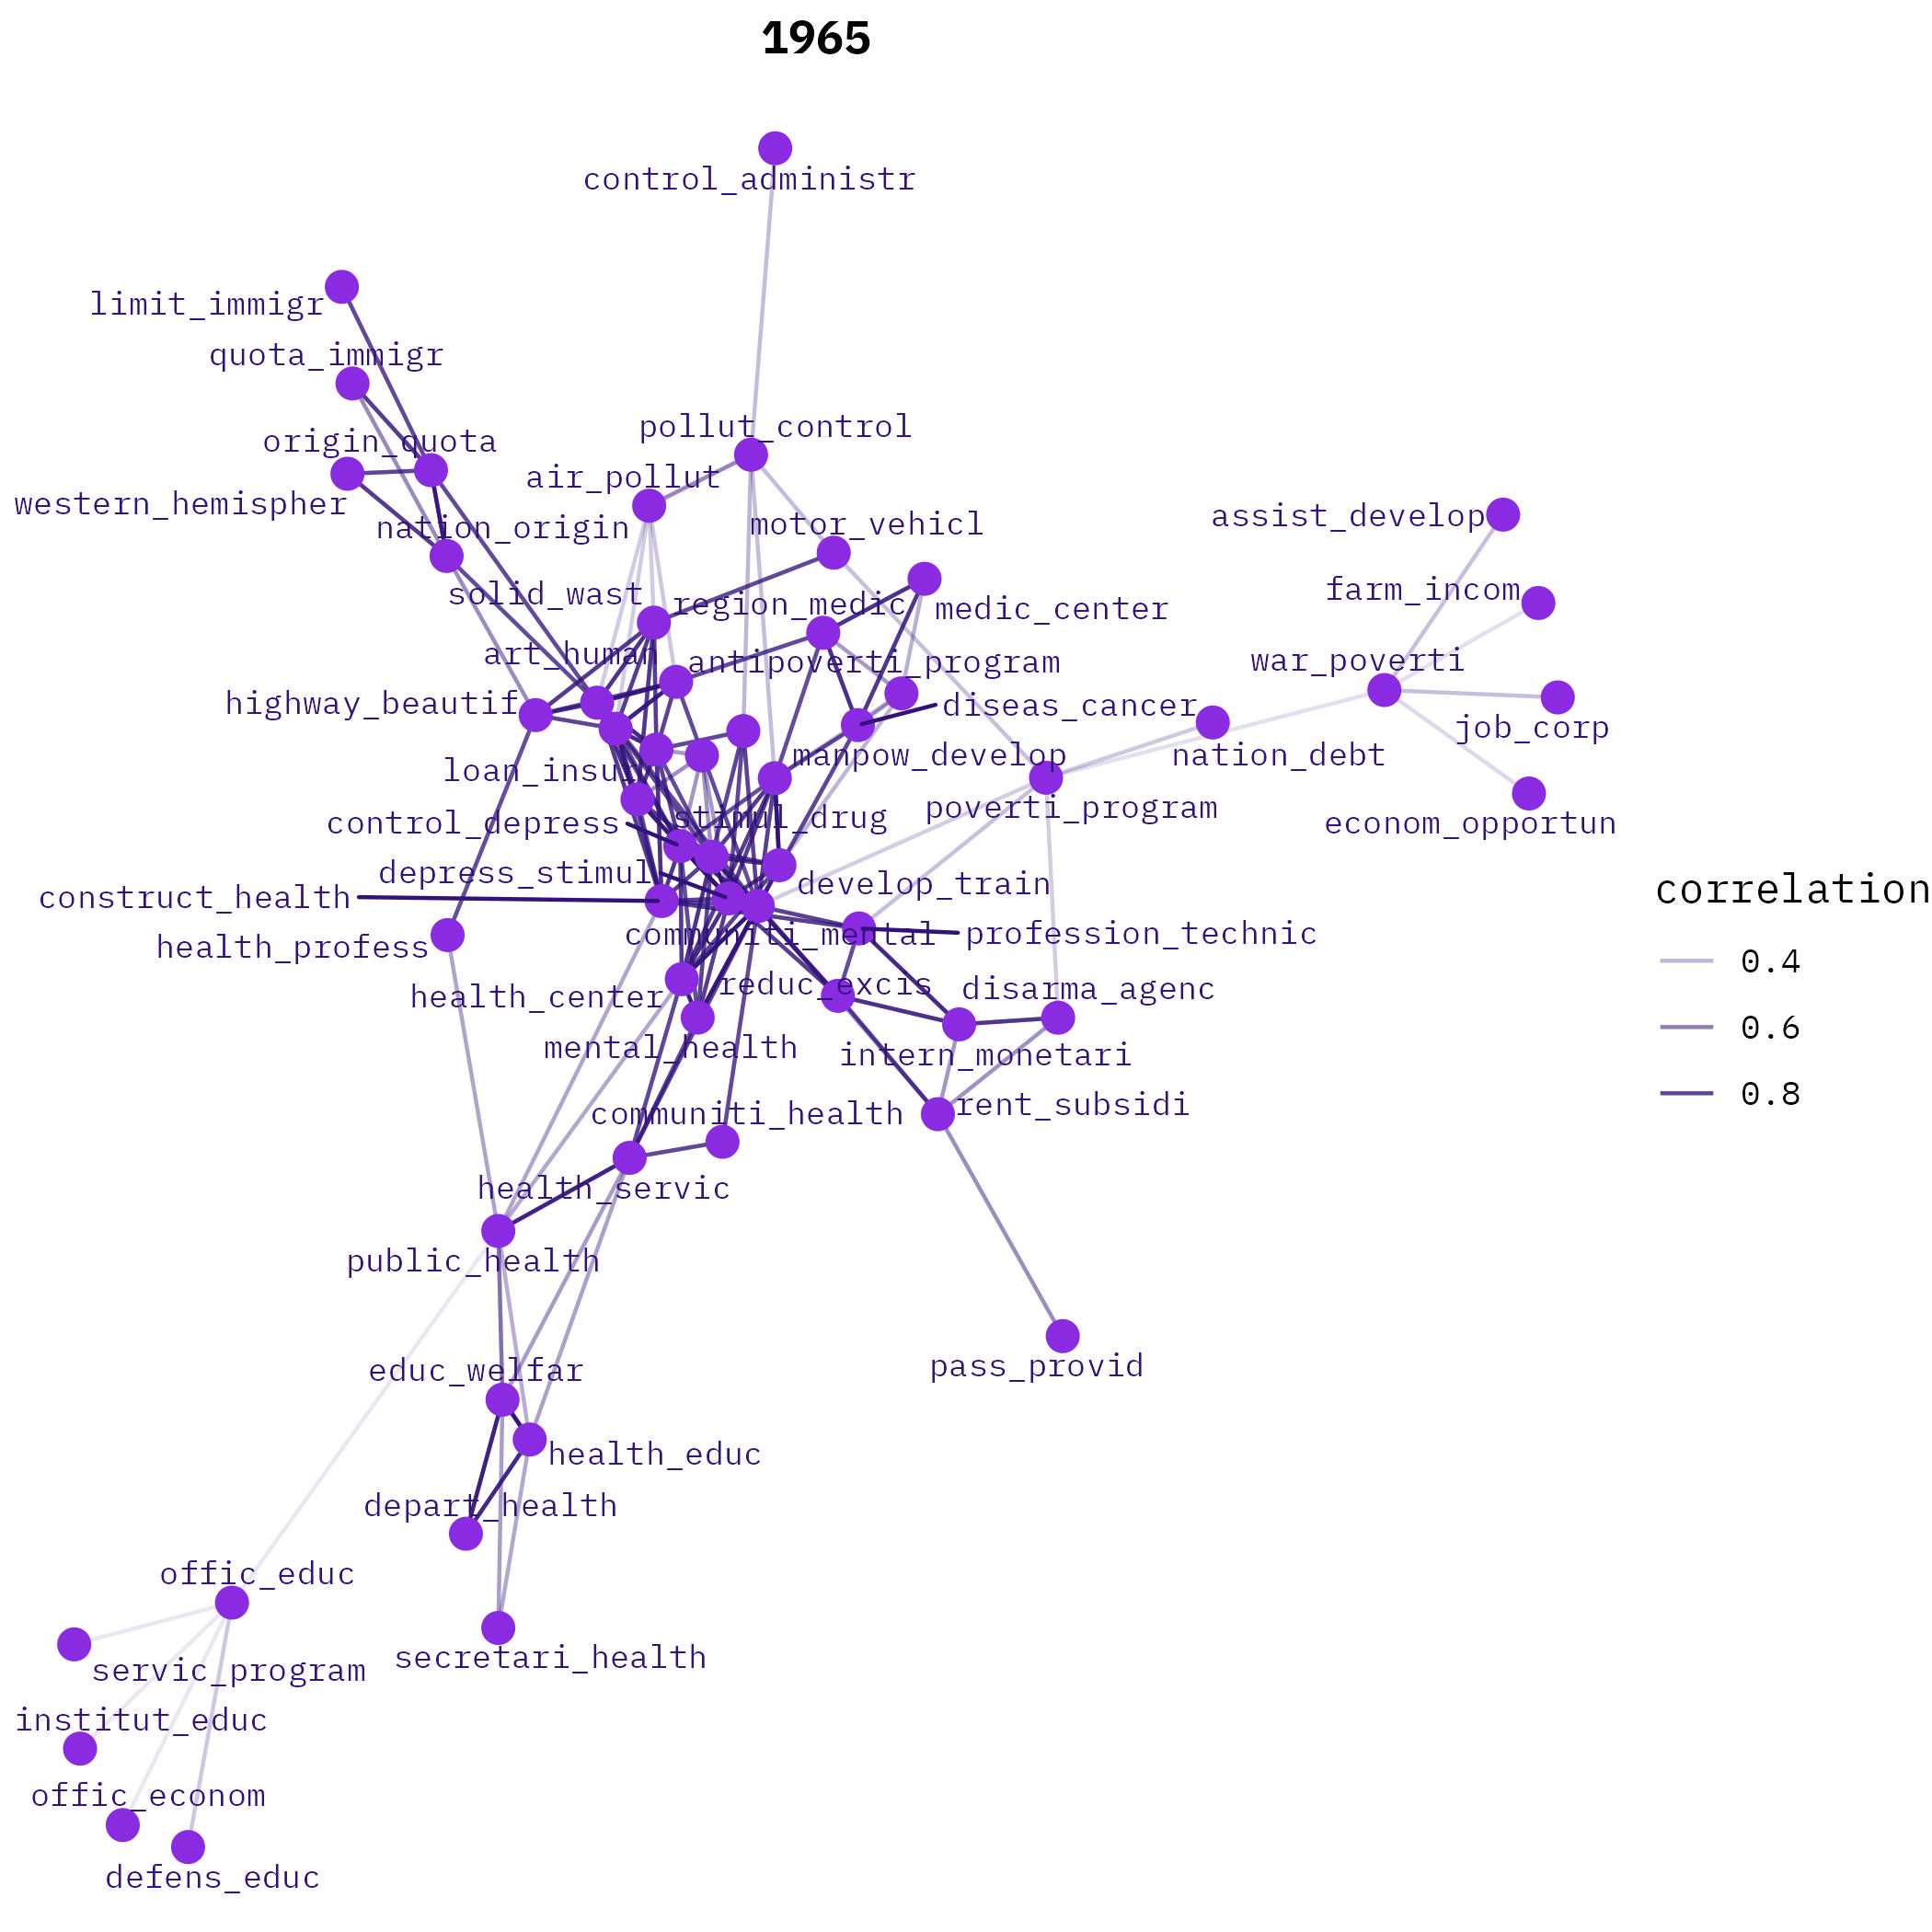 1965
control_administr
limit_immigr
quota_immigr
pollut_control
origin_quota
air_pollut
western_hemispher
nation_origin
motor_vehicl
assist_develop
farm_incom
solid_wast
region_medic
medic_center
art_human
antipoverti_program
war_poverti
highway_beautif
diseas_cancer
job_corp
loan_insur
manpow_develop
nation_debt
control_depress
stimul_drug
poverti_program
econom_opportun
depress_stimul
develop_train
construct_health
communiti_mental
profession_technic
health_profess
health_center
reduc_excis
disarma_agenc
mental_health
intern_monetari
communiti_health
rent_subsidi
health_servic
public_health
educ_welfar
pass_provid
health_educ
depart_health
offic_educ
secretari_health
servic_program
institut_educ
offic_econom
defens_educ
correlation
0.4
0.6
0.8